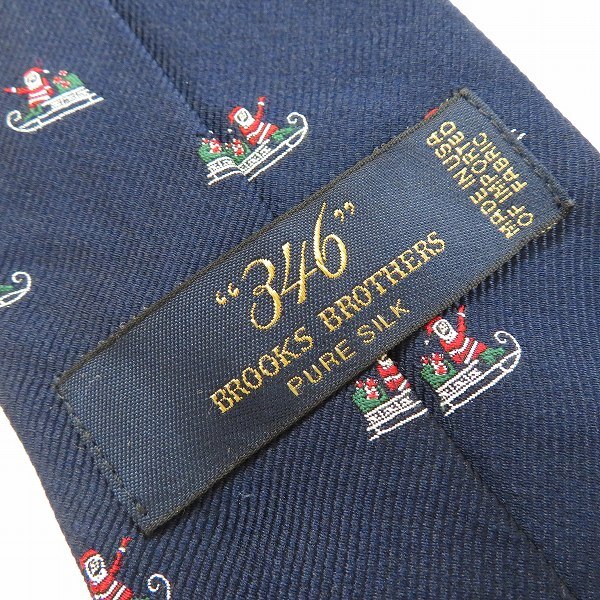 "346"
BROOKS BROTHERS
PURE SILK
MADE IN USA
OF IMPORTED
FABRIC